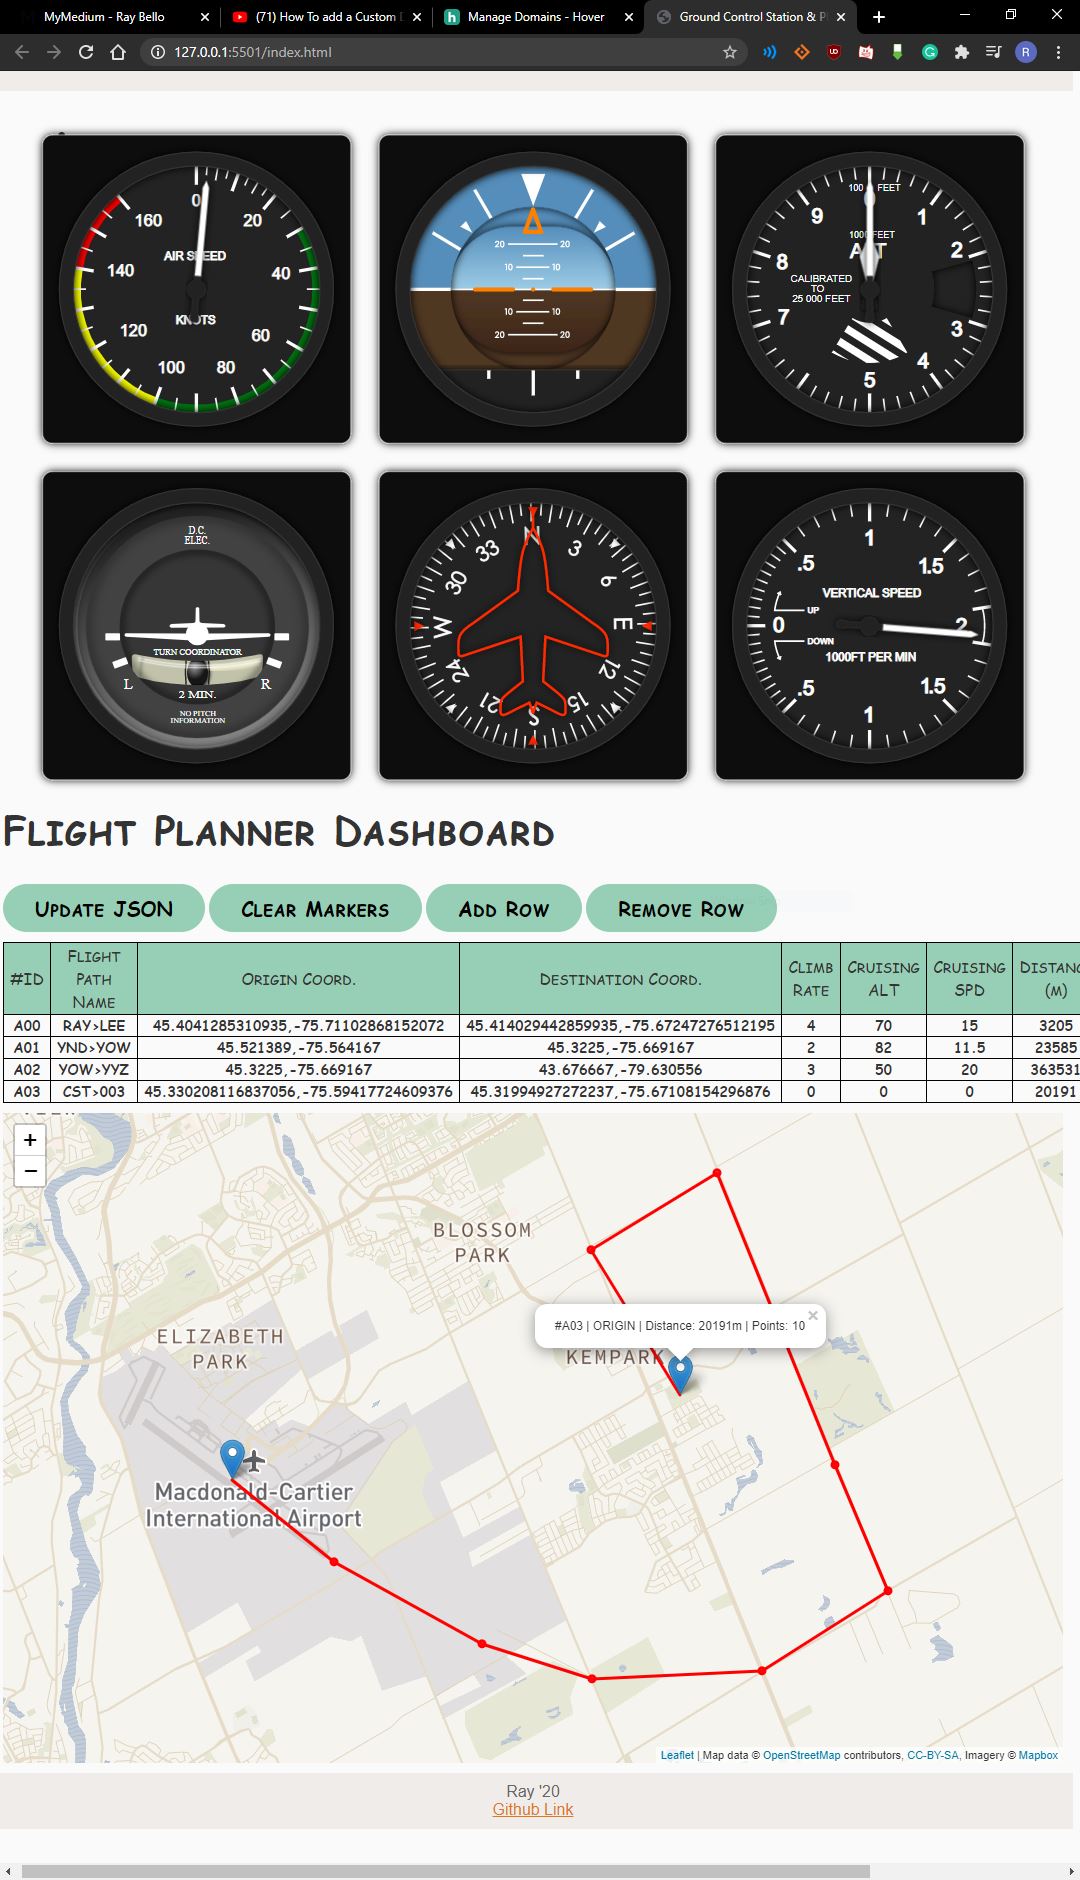 MyMedium - Ray Bello
(71) How To add a Custom
Manage Domains - Hover
Ground Control Station &
127.0.0.1:5501/index.html
R
0
20
40
60
80
100
120
140
160
AIR SPEED
KNOTS
20 20
10 10
10 10
20 20
100 FEET
0
1
2
3
4
5
7
8
9
1000 FEET
ALT
CALIBRATED
TO
25 000 FEET
D.C.
ELEC.
TURN COORDINATOR
L R
2 MIN.
NO PITCH
INFORMATION
N
3
6
E
12
15
S
21
24
W
30
33
1
.5
1.5
VERTICAL SPEED
UP
0
2
DOWN
1000FT PER MIN
.5
1.5
1
Flight Planner Dashboard
Update JSON Clear Markers Add Row Remove Row
#ID Flight Path Name Origin Coord. Destination Coord. Climb Rate Cruising ALT Cruising SPD Distanc (m)
A00 RAY>LEE 45.4041285310935,-75.71102868152072 45.414029442859935,-75.67247276512195 4 70 15 3205
A01 YND>YOW 45.521389,-75.564167 45.3225,-75.669167 2 82 11.5 23585
A02 YOW>YYZ 45.3225,-75.669167 43.676667,-79.630556 3 50 20 363531
A03 CST>003 45.330208116837056,-75.59417724609376 45.31994927272237,-75.67108154296876 0 0 0 20191
+
−
BLOSSOM
PARK
#A03 | ORIGIN | Distance: 20191m | Points: 10
×
ELIZABETH
PARK
KEMPARK
Macdonald-Cartier
International Airport
Leaflet | Map data © OpenStreetMap contributors, CC-BY-SA, Imagery © Mapbox
Ray '20
Github Link